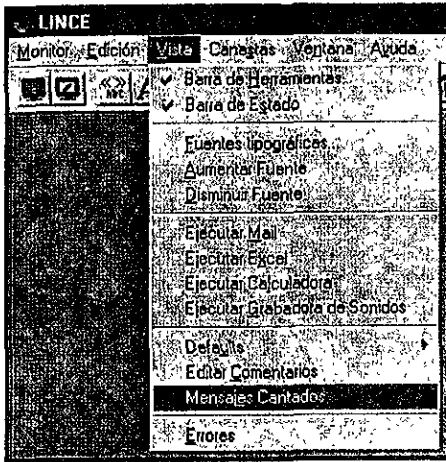 LINCE
Monitor Edición Vista Canastas Ventana Ayuda
Barra de Herramientas
Barra de Estado
Fuentes tipográficas
Aumentar Fuente
Disminuir Fuente
Ejecutar Mail
Ejecutar Excel
Ejecutar Calculadora
Ejecutar Grabadora de Sonidos
Defaults
Editar Comentarios
Mensajes Cantados
Errores